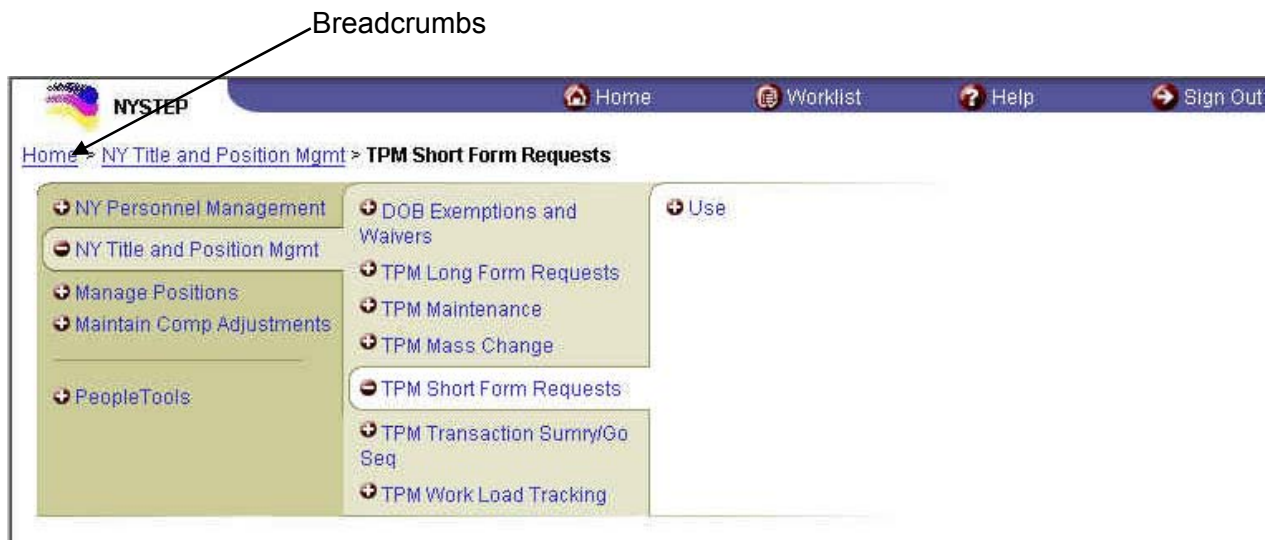 Breadcrumbs
NYSTEP
Home
Worklist
Help
Sign Out
Home > NY Title and Position Mgmt > TPM Short Form Requests
NY Personnel Management
NY Title and Position Mgmt
Manage Positions
Maintain Comp Adjustments
PeopleTools
DOB Exemptions and
Waivers
TPM Long Form Requests
TPM Maintenance
TPM Mass Change
TPM Short Form Requests
TPM Transaction Sumry/Go
Seq
TPM Work Load Tracking
Use